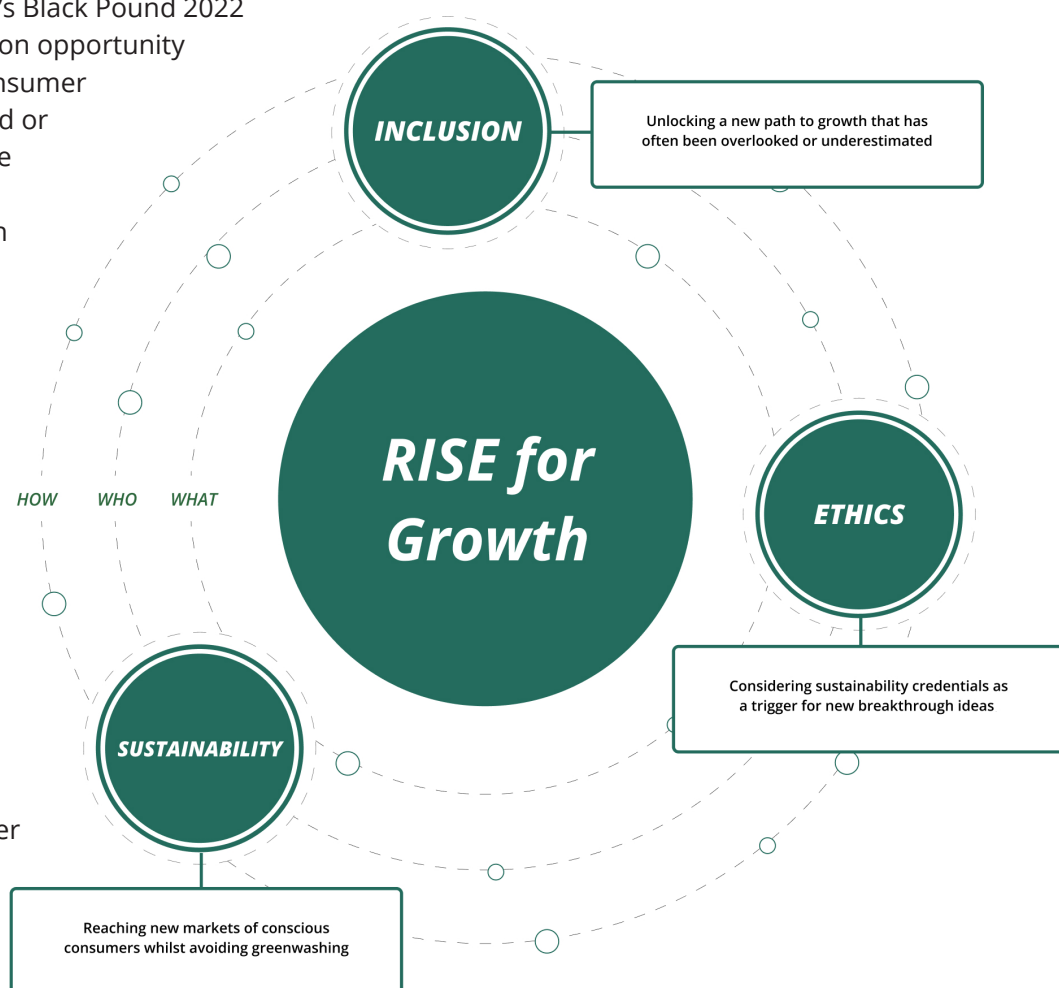 's Black Pound 2022
on opportunity
nsumer
d or
e
n
INCLUSION
Unlocking a new path to growth that has
often been overlooked or underestimated
RISE for
Growth
HOW
WHO
WHAT
ETHICS
Considering sustainability credentials as
a trigger for new breakthrough ideas
SUSTAINABILITY
er
Reaching new markets of conscious
consumers whilst avoiding greenwashing